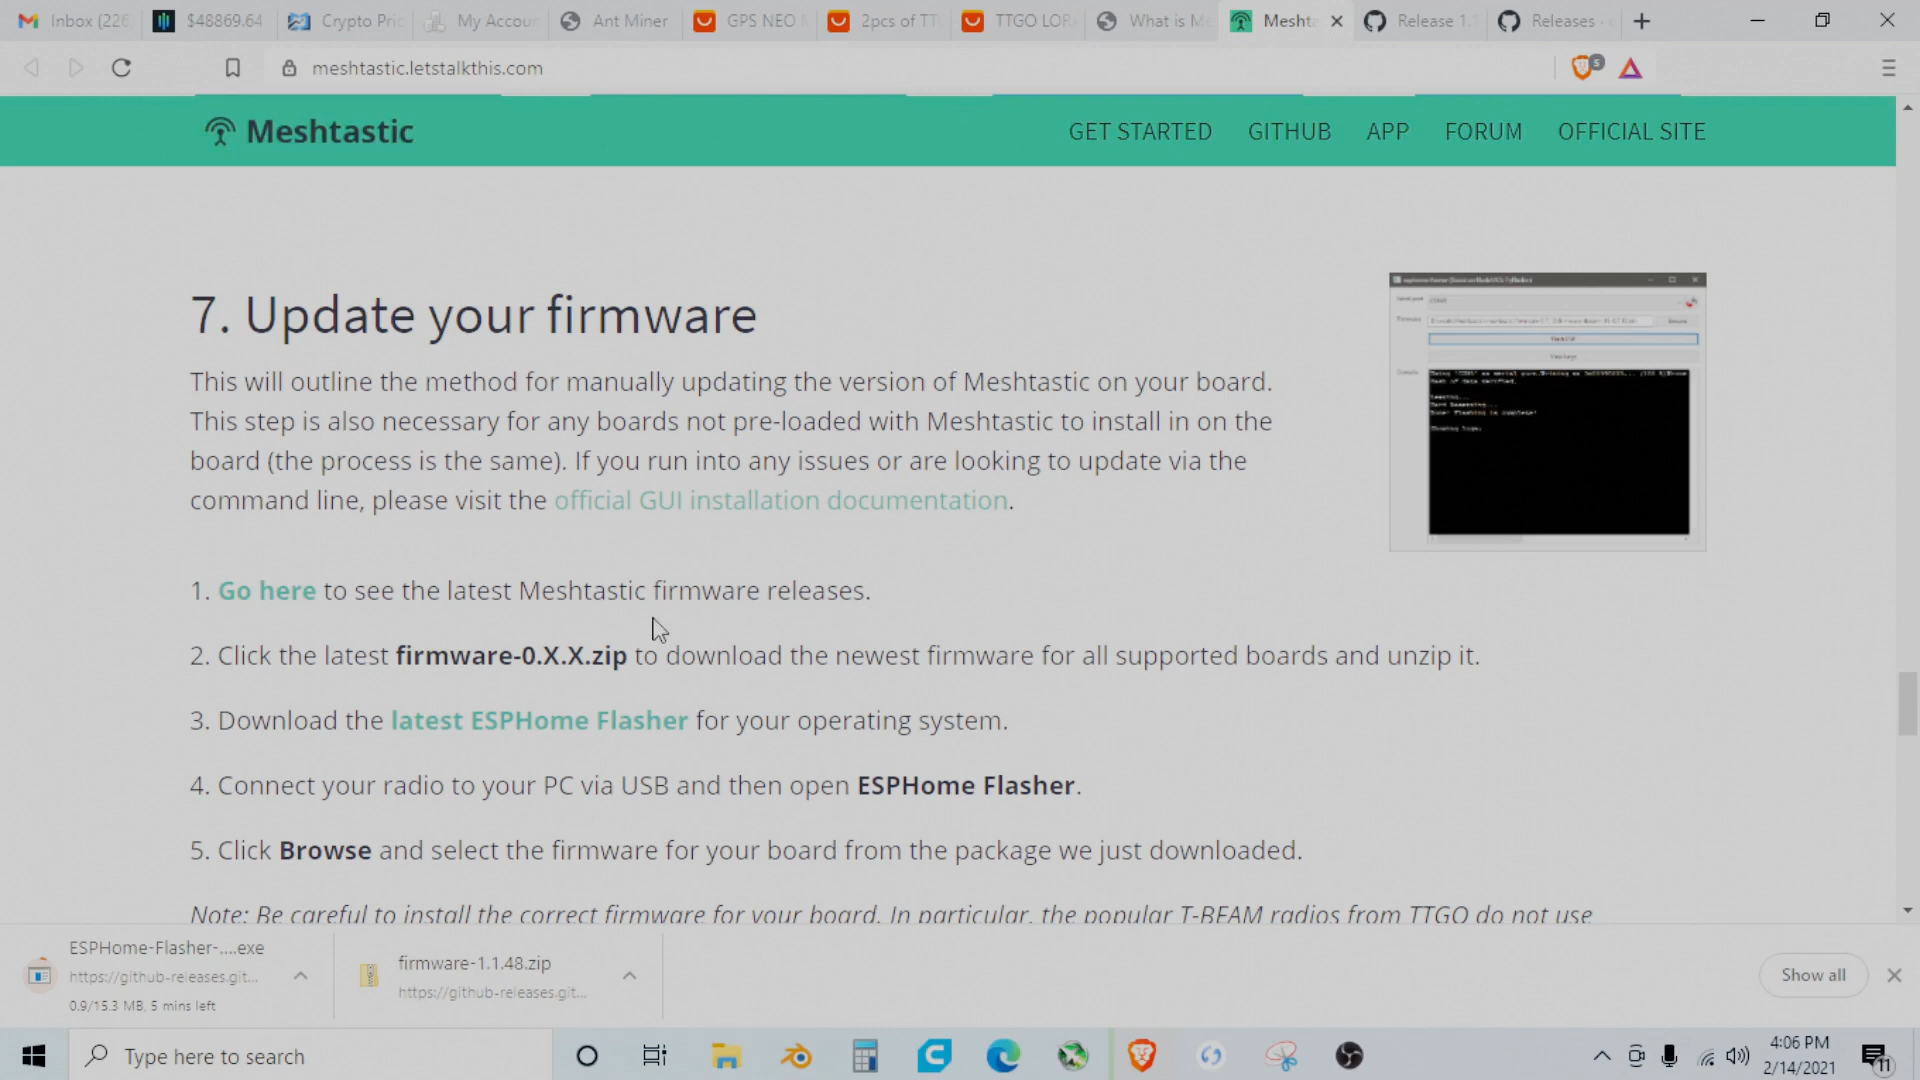 Inbox (226
$48869.64
Crypto Pric
My Accoun
Ant Miner
GPS NEO M
2pcs of TT
TTGO LOR
What is Me
Meshta
Release 1.1
Releases ·
meshtastic.letstalkthis.com
5
Meshtastic
GET STARTED
GITHUB
APP
FORUM
OFFICIAL SITE
7. Update your firmware
This will outline the method for manually updating the version of Meshtastic on your board.
This step is also necessary for any boards not pre-loaded with Meshtastic to install in on the
board (the process is the same). If you run into any issues or are looking to update via the
command line, please visit the official GUI installation documentation.
1. Go here to see the latest Meshtastic firmware releases.
2. Click the latest firmware-0.X.X.zip to download the newest firmware for all supported boards and unzip it.
3. Download the latest ESPHome Flasher for your operating system.
4. Connect your radio to your PC via USB and then open ESPHome Flasher.
5. Click Browse and select the firmware for your board from the package we just downloaded.
Note: Be careful to install the correct firmware for your board. In particular, the popular T-BEAM radios from TTGO do not use
ESPHome-Flasher-....exe
https://github-releases.git...
0.9/15.3 MB, 5 mins left
firmware-1.1.48.zip
https://github-releases.git...
Show all
Type here to search
4:06 PM
2/14/2021
11